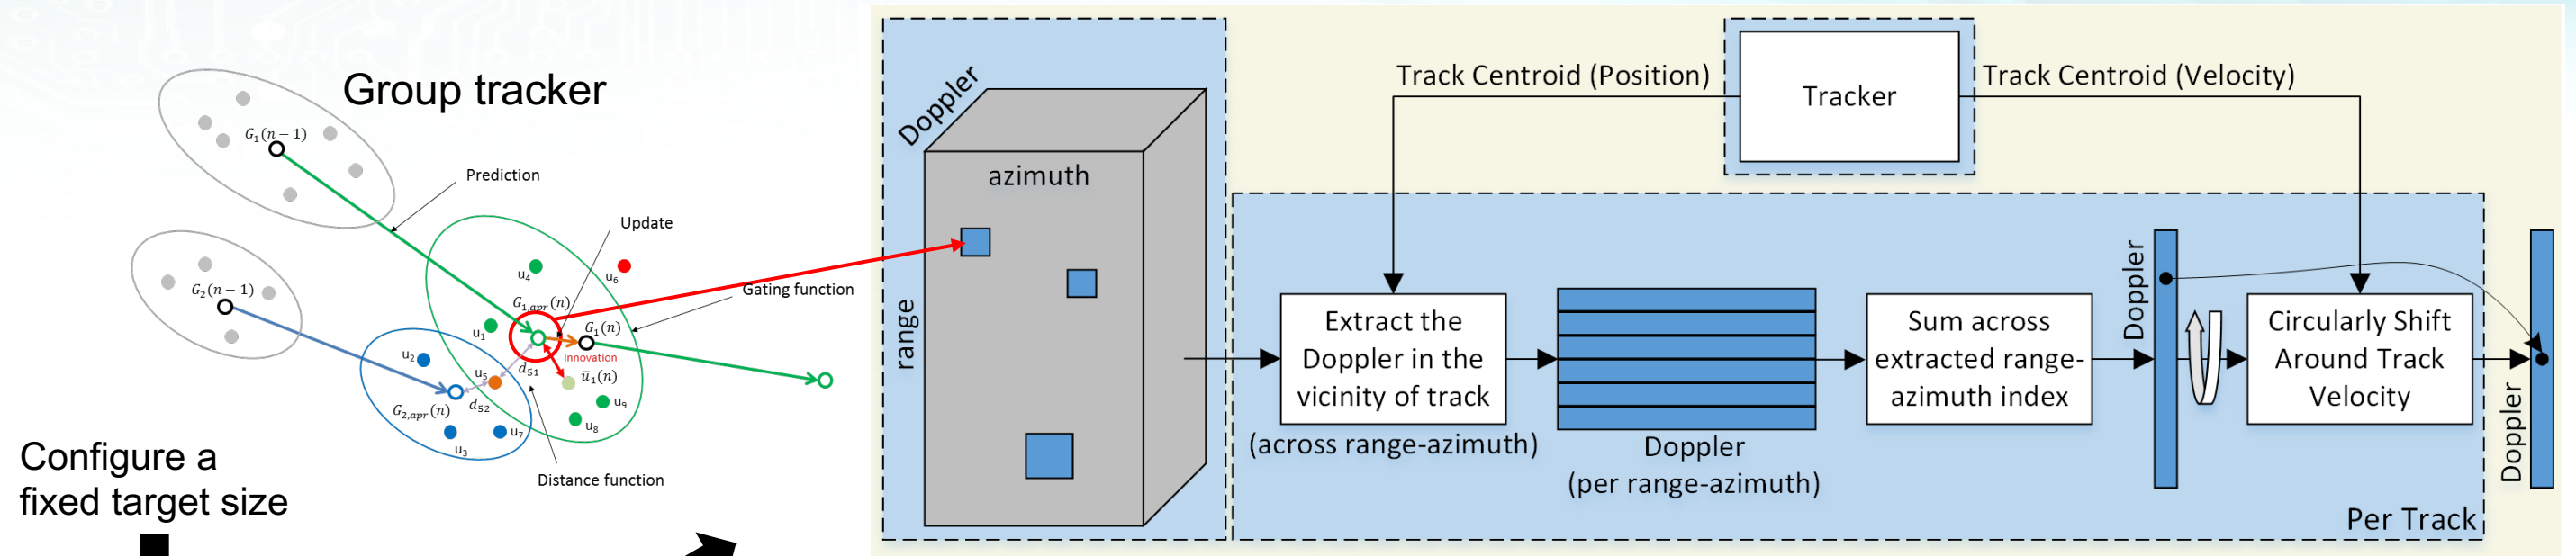 Group tracker
G₁(n − 1)
Prediction
Update
u₄
u₆
G₂(n − 1)
G₁,apr(n)
Gating function
u₁
G₁(n)
Innovation
u₂
u₅
d₅₁
ū₁(n)
G₂,apr(n)
d₅₂
u₉
u₈
u₃
u₇
Distance function
Configure a
fixed target size
Doppler
azimuth
range
Track Centroid (Position)
Tracker
Track Centroid (Velocity)
Extract the
Doppler in the
vicinity of track
(across range-azimuth)
Doppler
(per range-azimuth)
Sum across
extracted range-
azimuth index
Doppler
Circularly Shift
Around Track
Velocity
Doppler
Per Track